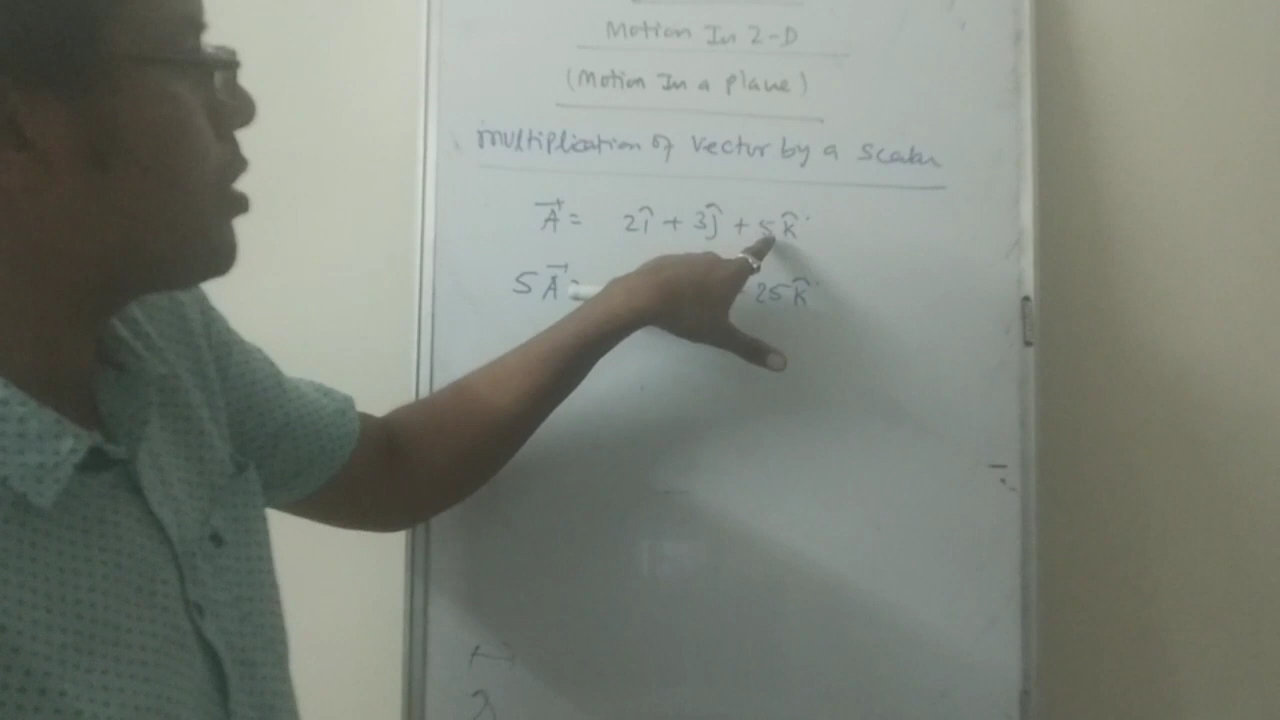 Motion In 2-D
(Motion In a plane)
multiplication of vector by a scalar
A⃗ = 2î + 3ĵ + 5k̂
5A⃗ = 25k̂